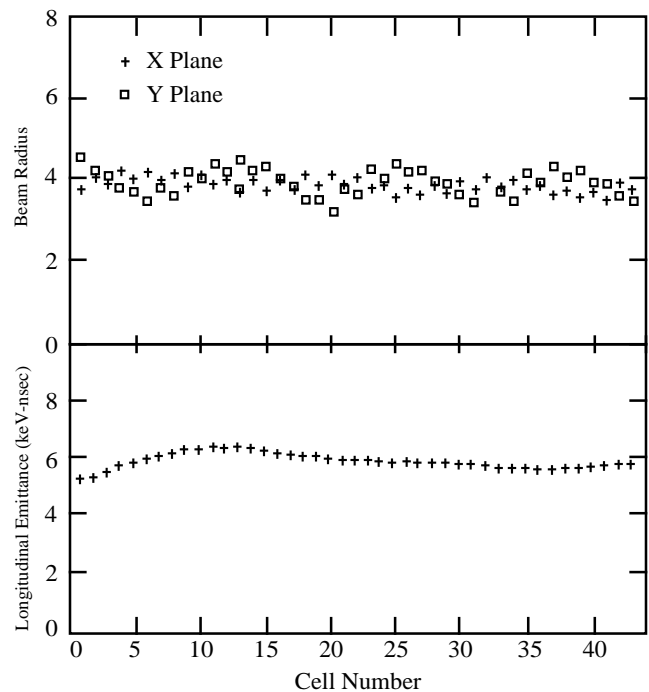 8
X Plane
Y Plane
6
Beam Radius
4
2
0
8
6
Longitudinal Emittance (keV-nsec)
4
2
0
0 5 10 15 20 25 30 35 40
Cell Number